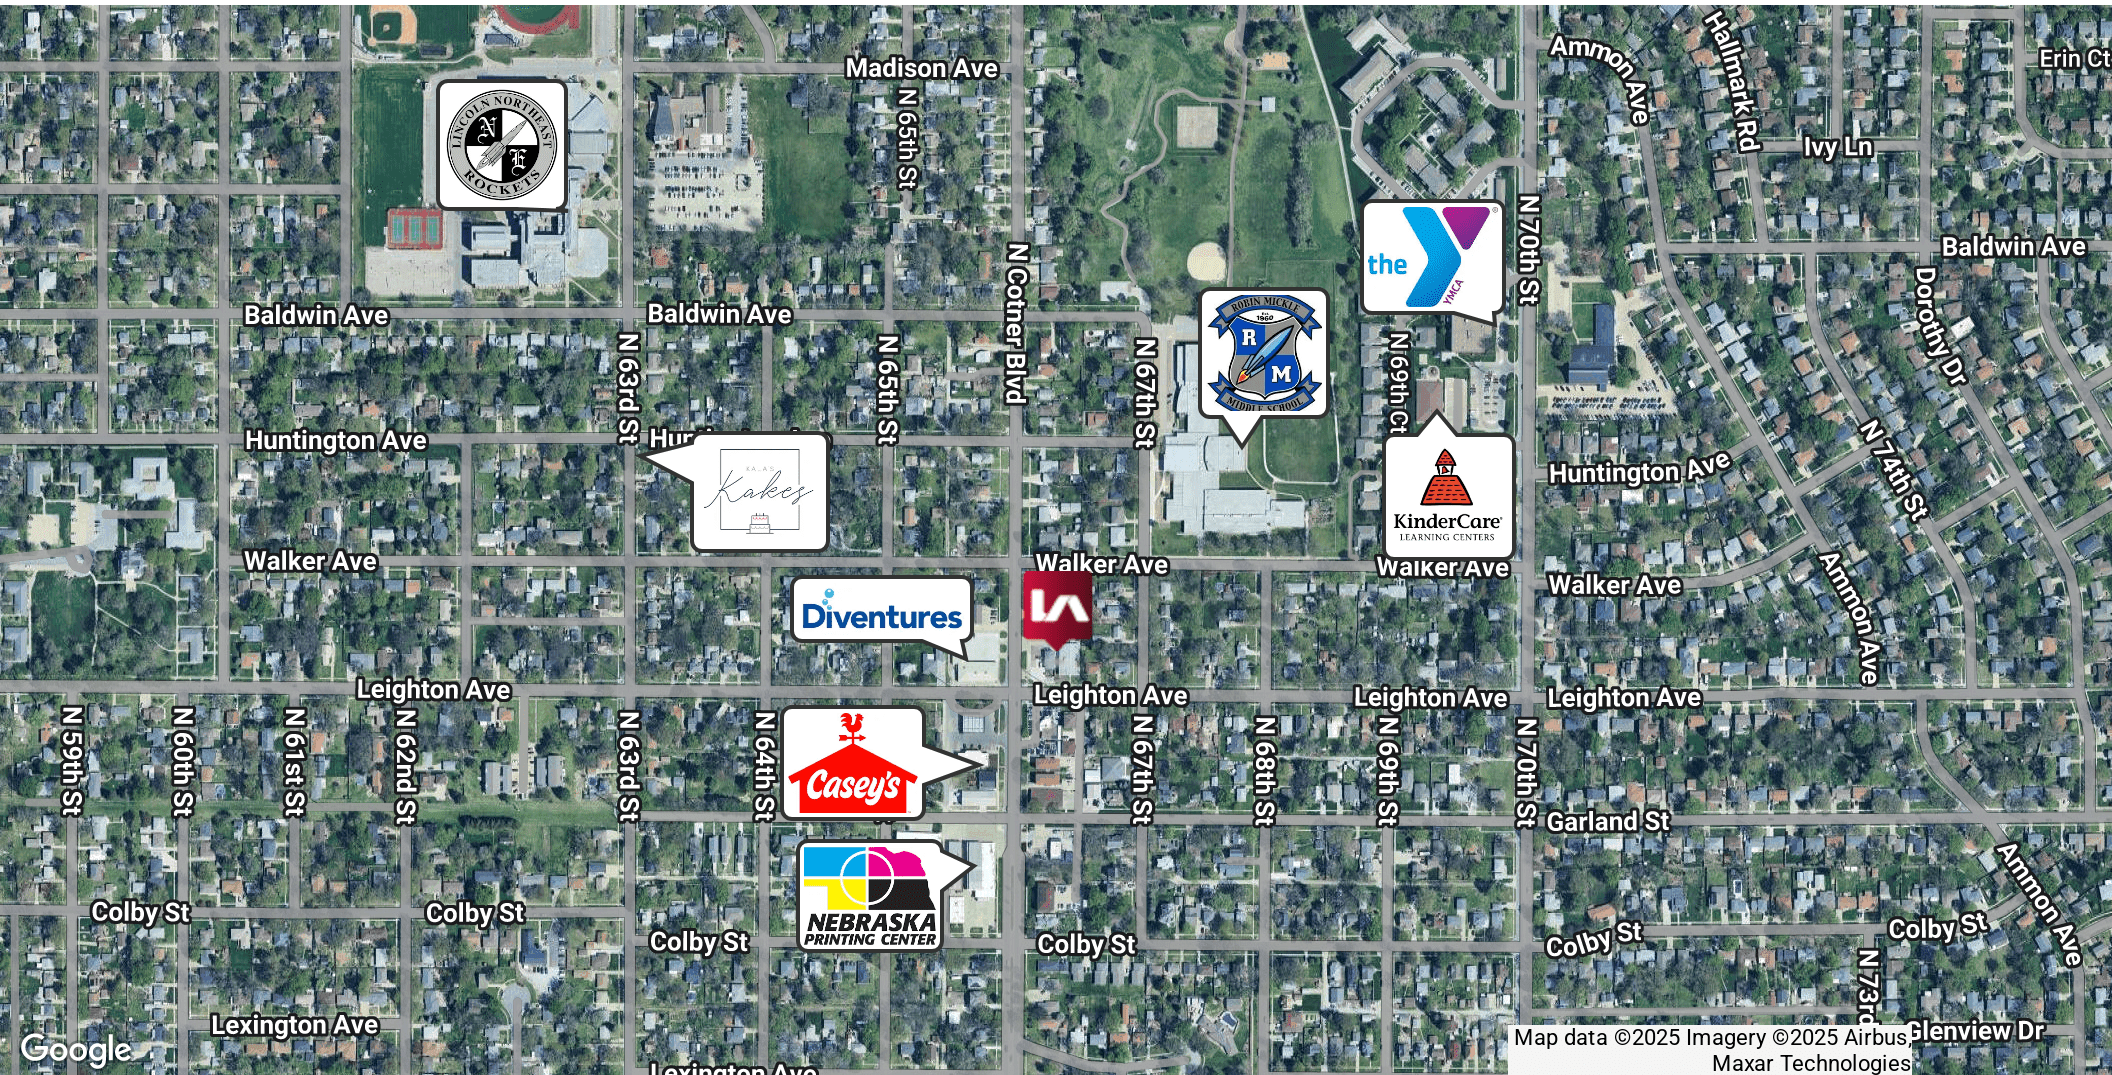 Ammon Ave
Hallmark Rd
Erin Ct
Madison Ave
N 65th St
LINCOLN NORTHEAST
N
E
ROCKETS
Ivy Ln
the
YMCA
®
N 70th St
Baldwin Ave
Dorothy Dr
N Cotner Blvd
Baldwin Ave
Baldwin Ave
ROBIN MICKLE
Est.
1960
R
M
MIDDLE SCHOOL
N 63rd St
N 65th St
N 67th St
N 69th Ct
Huntington Ave
KALA'S
Kakes
KinderCare
LEARNING CENTERS
Huntington Ave
N 74th St
Walker Ave
Walker Ave
Walker Ave
Walker Ave
Ammon Ave
Diventures
LA
Leighton Ave
Leighton Ave
Leighton Ave
Leighton Ave
N 59th St
N 60th St
N 61st St
N 62nd St
N 63rd St
N 64th St
Casey's
N 67th St
N 68th St
N 69th St
N 70th St
Garland St
NEBRASKA
PRINTING CENTER
Ammon Ave
Colby St
Colby St
Colby St
Colby St
Colby St
Colby St
N 73rd
Lexington Ave
Glenview Dr
Google
Lexington Ave
Map data ©2025 Imagery ©2025 Airbus,
Maxar Technologies